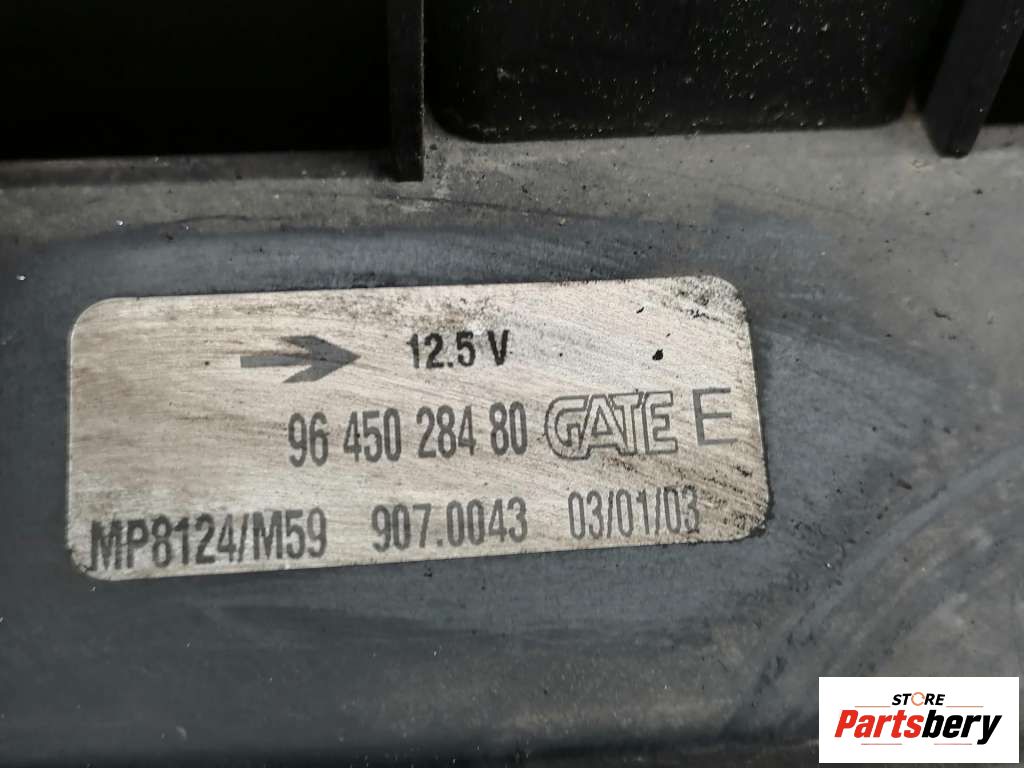 12.5 V
96 450 284 80 GATE E
MP8124/M59 907.0043 03/01/03
STORE
Partsbery